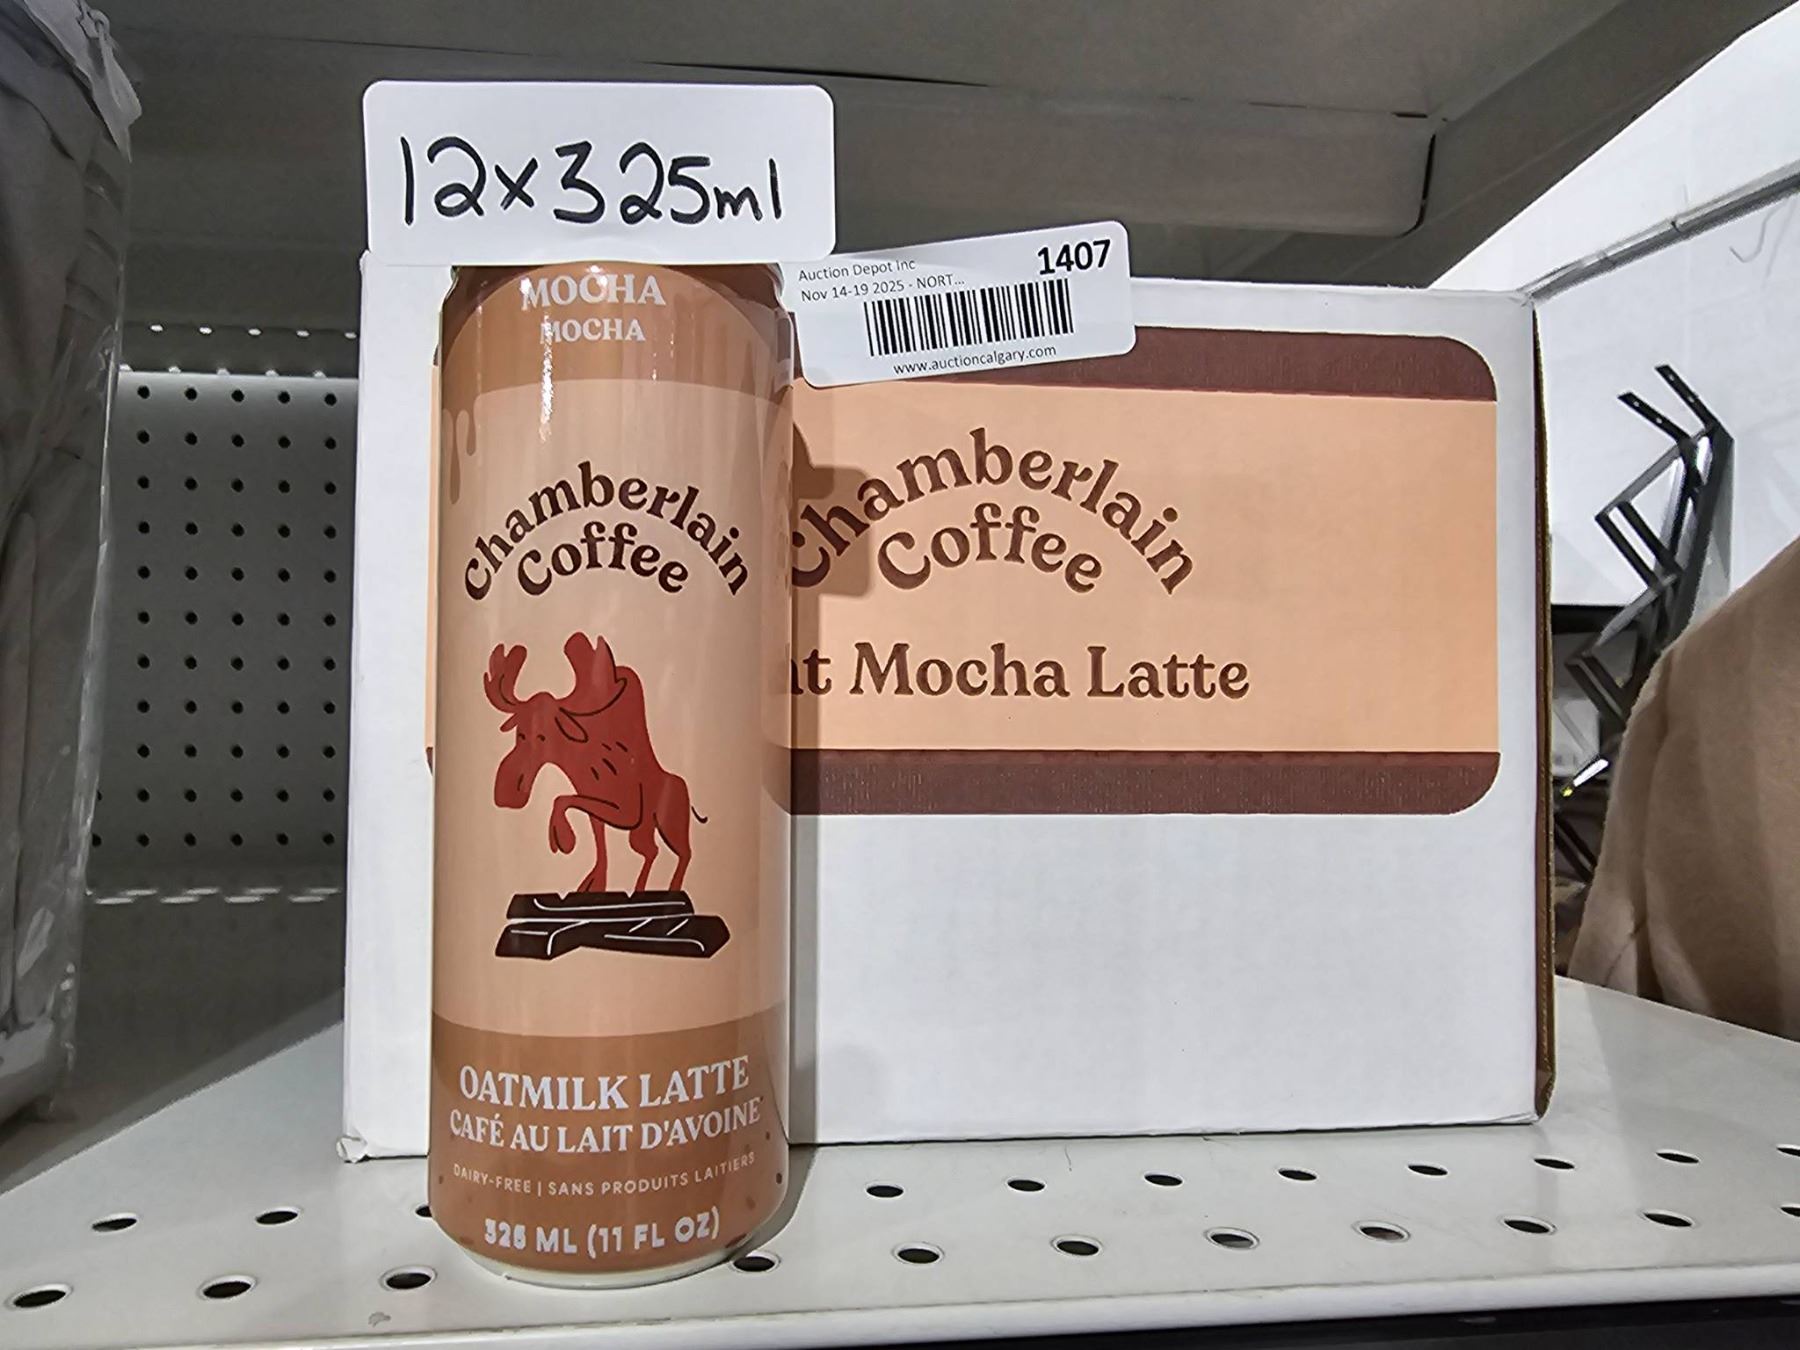 12x325ml
Auction Depot Inc
1407
Nov 14-19 2025 - NORT...
www.auctioncalgary.com
MOCHA
MOCHA
Chamberlain
Coffee
OATMILK LATTE
CAFÉ AU LAIT D'AVOINE
DAIRY-FREE | SANS PRODUITS LAITIERS
325 ML (11 FL OZ)
Chamberlain
Coffee
at Mocha Latte